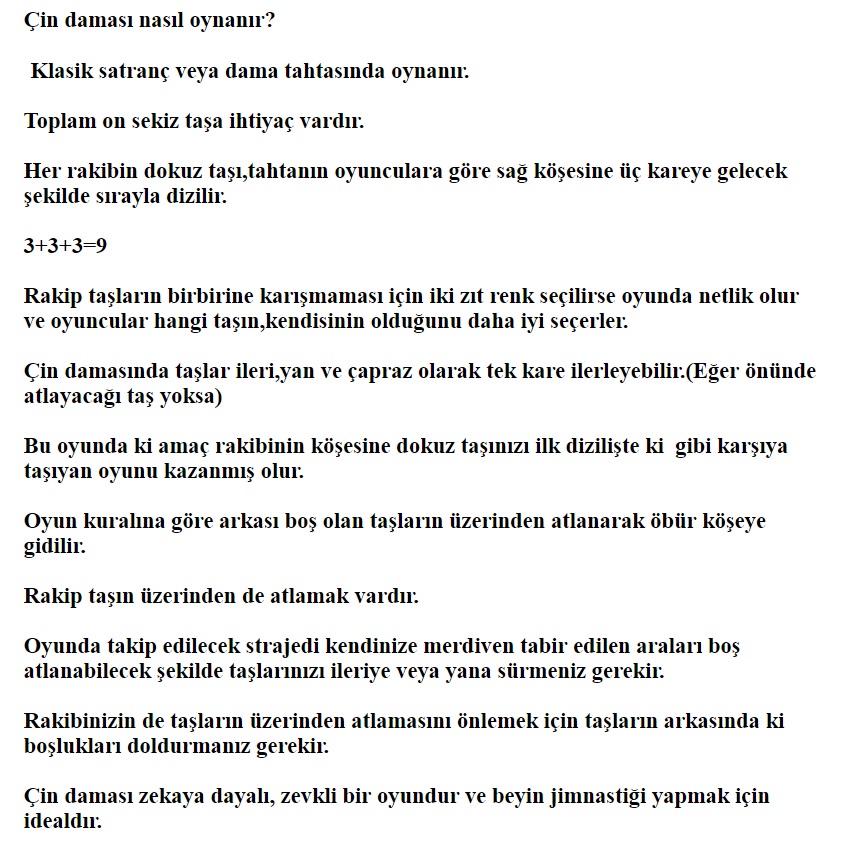 Çin daması nasıl oynanır?
Klasik satranç veya dama tahtasında oynanır.
Toplam on sekiz taşa ihtiyaç vardır.
Her rakibin dokuz taşı,tahtanın oyunculara göre sağ köşesine üç kareye gelecek
şekilde sırayla dizilir.
3+3+3=9
Rakip taşların birbirine karışmaması için iki zıt renk seçilirse oyunda netlik olur
ve oyuncular hangi taşın,kendisinin olduğunu daha iyi seçerler.
Çin damasında taşlar ileri,yan ve çapraz olarak tek kare ilerleyebilir.(Eğer önünde
atlayacağı taş yoksa)
Bu oyunda ki amaç rakibinin köşesine dokuz taşınızı ilk dizilişte ki  gibi karşıya
taşıyan oyunu kazanmış olur.
Oyun kuralına göre arkası boş olan taşların üzerinden atlanarak öbür köşeye
gidilir.
Rakip taşın üzerinden de atlamak vardır.
Oyunda takip edilecek strajedi kendinize merdiven tabir edilen araları boş
atlanabilecek şekilde taşlarınızı ileriye veya yana sürmeniz gerekir.
Rakibinizin de taşların üzerinden atlamasını önlemek için taşların arkasında ki
boşlukları doldurmanız gerekir.
Çin daması zekaya dayalı, zevkli bir oyundur ve beyin jimnastiği yapmak için
idealdır.